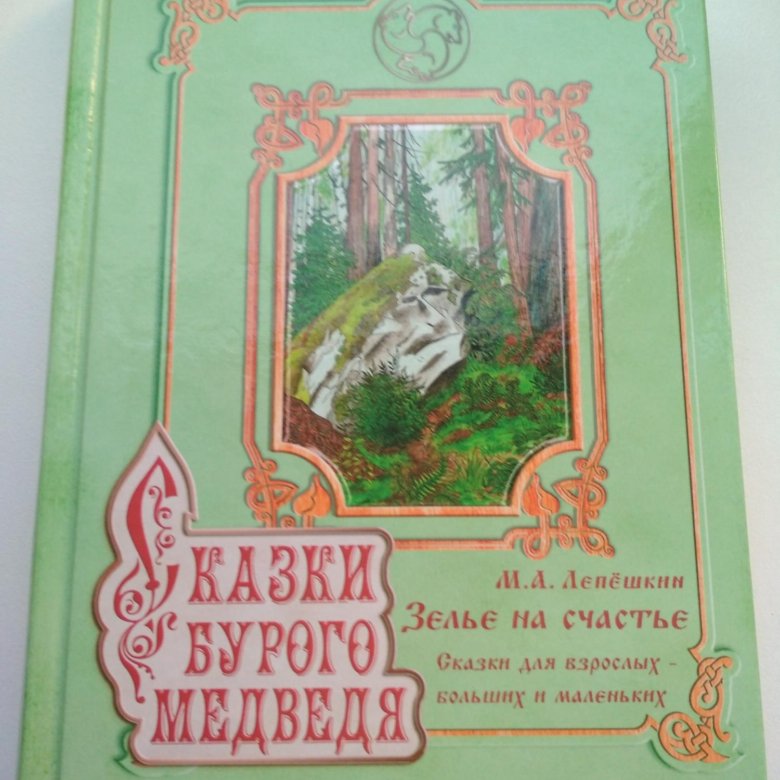 Сказки
бурого
медведя
М.А. Лепёшкин
Зелье на счастье
Сказки для взрослых -
больших и маленьких